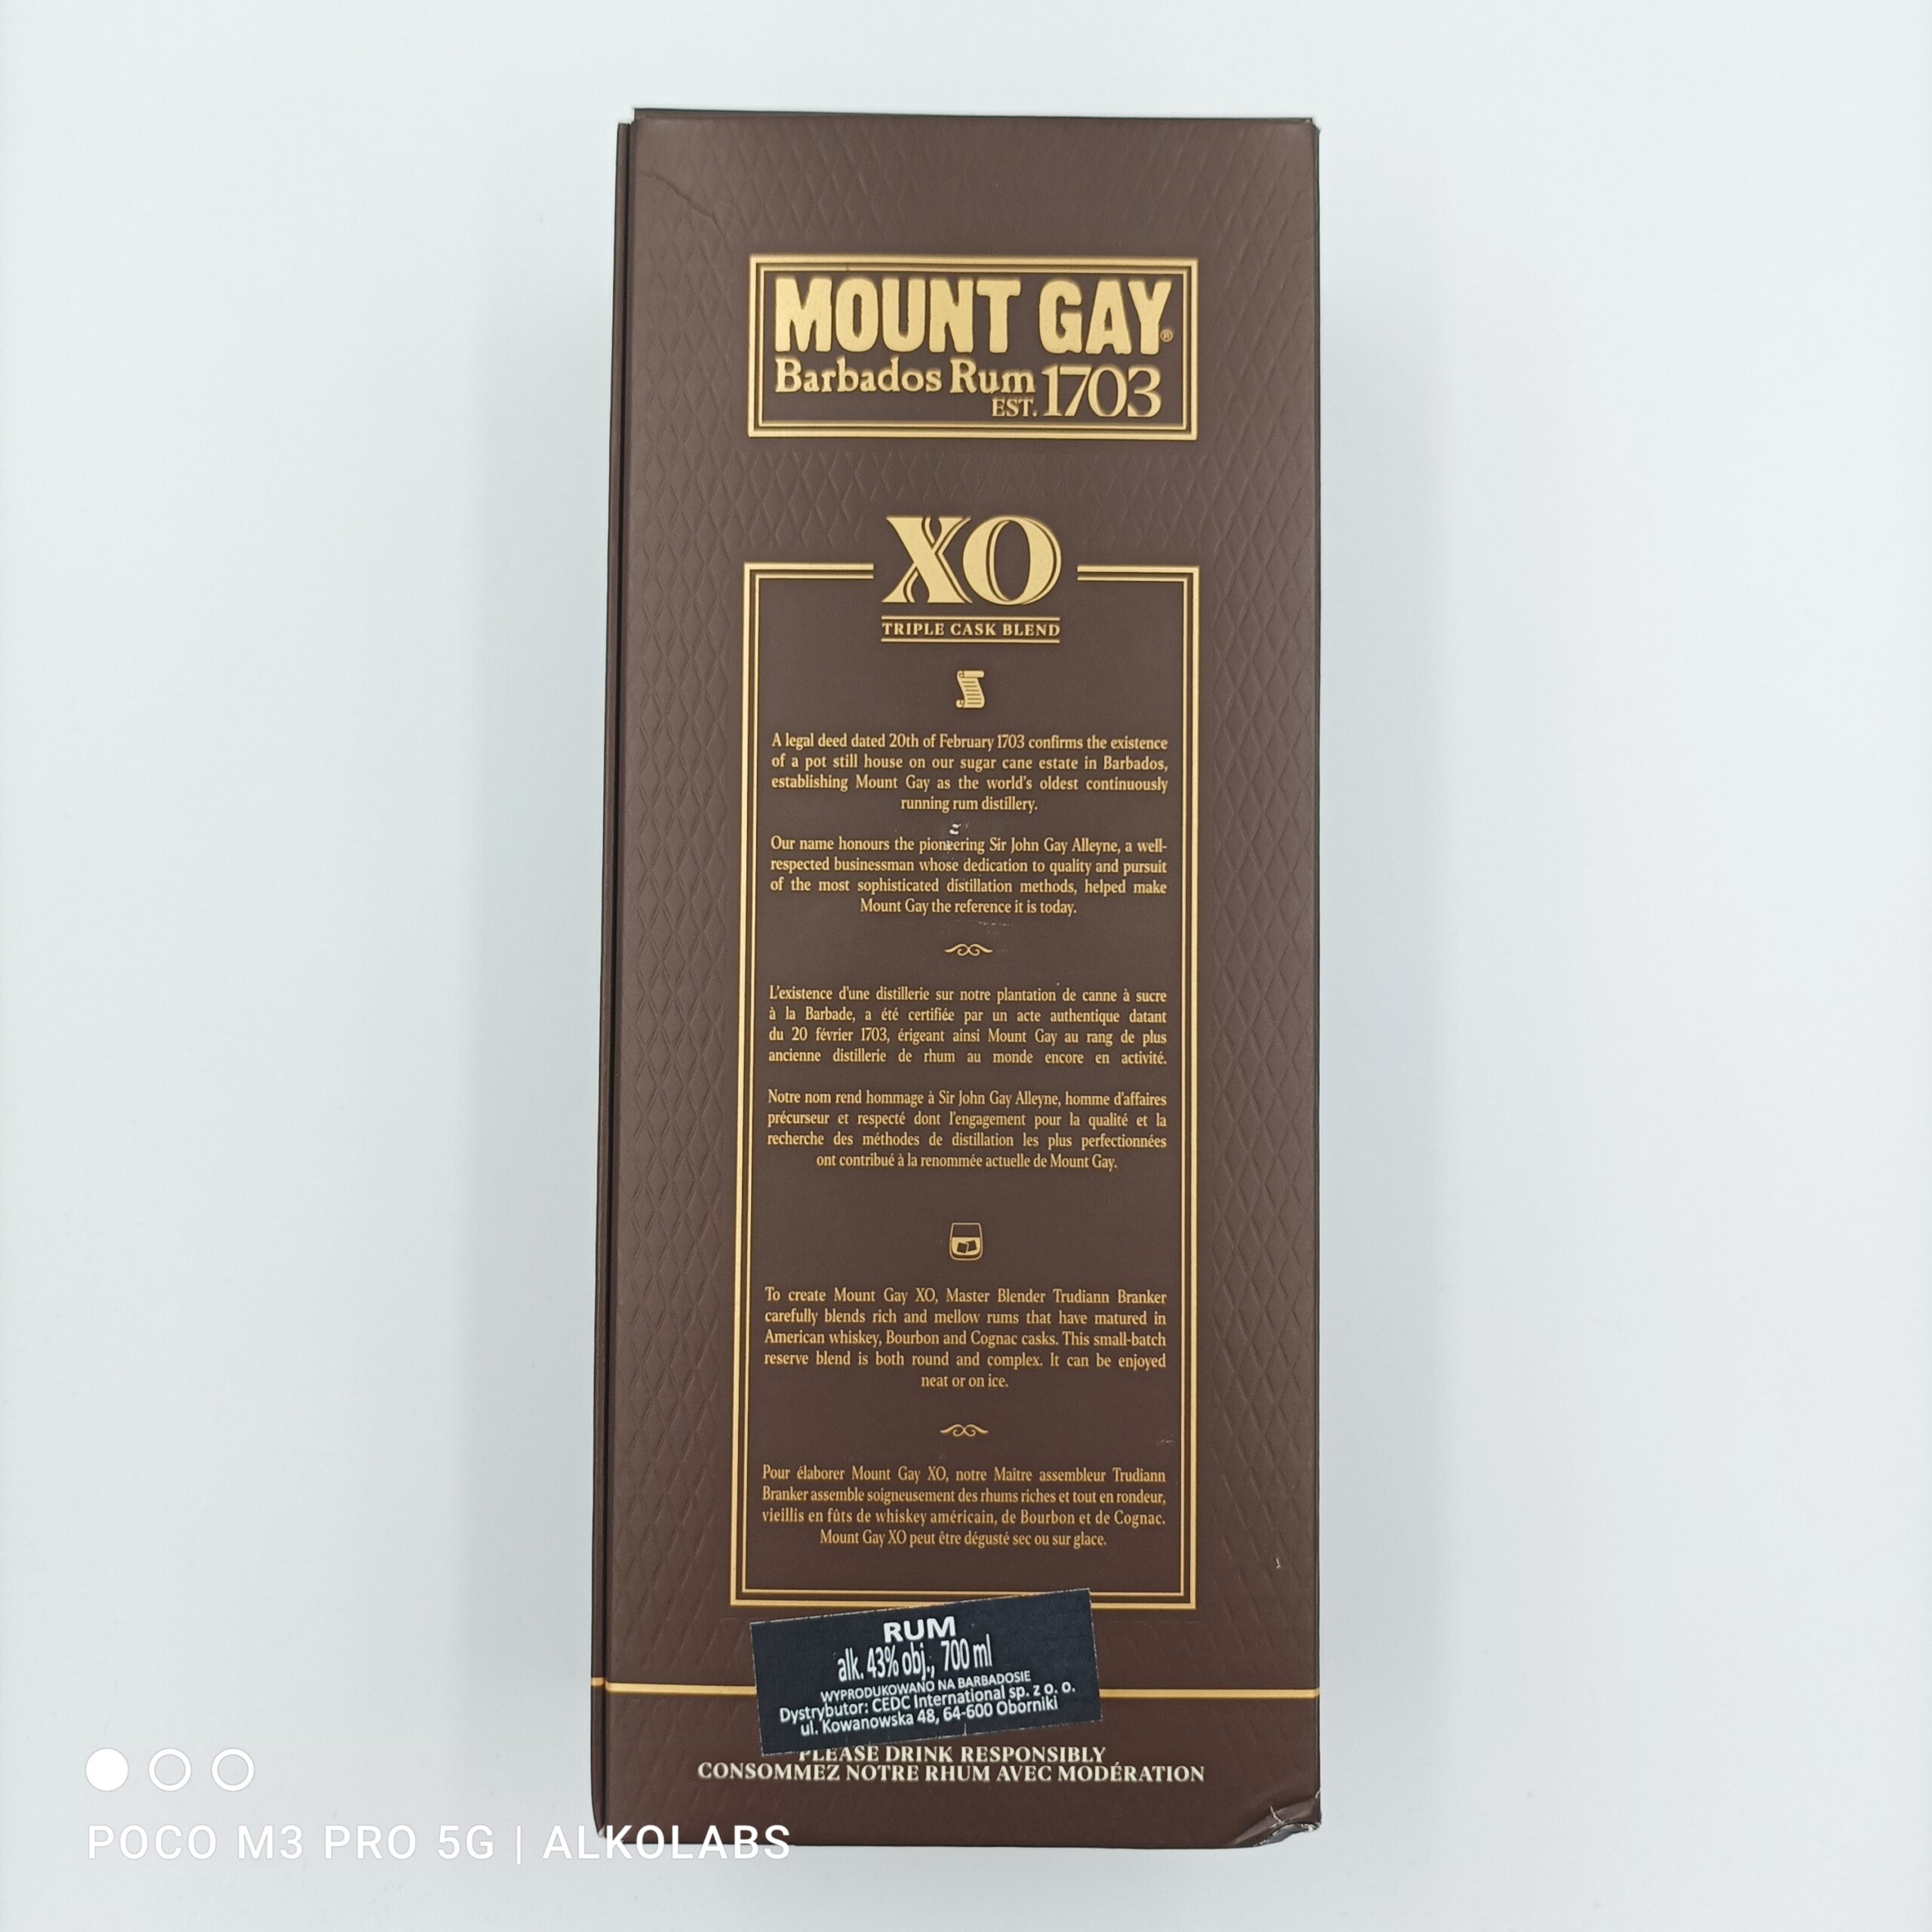 MOUNT GAY®
Barbados Rum
EST. 1703
XO
TRIPLE CASK BLEND
A legal deed dated 20th of February 1703 confirms the existence
of a pot still house on our sugar cane estate in Barbados,
establishing Mount Gay as the world's oldest continuously
running rum distillery.
Our name honours the pioneering Sir John Gay Alleyne, a well-
respected businessman whose dedication to quality and pursuit
of the most sophisticated distillation methods, helped make
Mount Gay the reference it is today.
L'existence d'une distillerie sur notre plantation de canne à sucre
à la Barbade, a été certifiée par un acte authentique datant
du 20 février 1703, érigeant ainsi Mount Gay au rang de plus
ancienne distillerie de rhum au monde encore en activité.
Notre nom rend hommage à Sir John Gay Alleyne, homme d'affaires
précurseur et respecté dont l'engagement pour la qualité et la
recherche des méthodes de distillation les plus perfectionnées
ont contribué à la renommée actuelle de Mount Gay.
To create Mount Gay XO, Master Blender Trudiann Branker
carefully blends rich and mellow rums that have matured in
American whiskey, Bourbon and Cognac casks. This small-batch
reserve blend is both round and complex. It can be enjoyed
neat or on ice.
Pour élaborer Mount Gay XO, notre Maître assembleur Trudiann
Branker assemble soigneusement des rhums riches et tout en rondeur,
vieillis en fûts de whiskey américain, de Bourbon et de Cognac.
Mount Gay XO peut être dégusté sec ou sur glace.
RUM
alk. 43% obj., 700 ml
WYPRODUKOWANO NA BARBADOSIE
Dystrybutor: CEDC International sp. z o. o.
ul. Kowanowska 48, 64-600 Oborniki
PLEASE DRINK RESPONSIBLY
CONSOMMEZ NOTRE RHUM AVEC MODÉRATION
POCO M3 PRO 5G | ALKOLABS